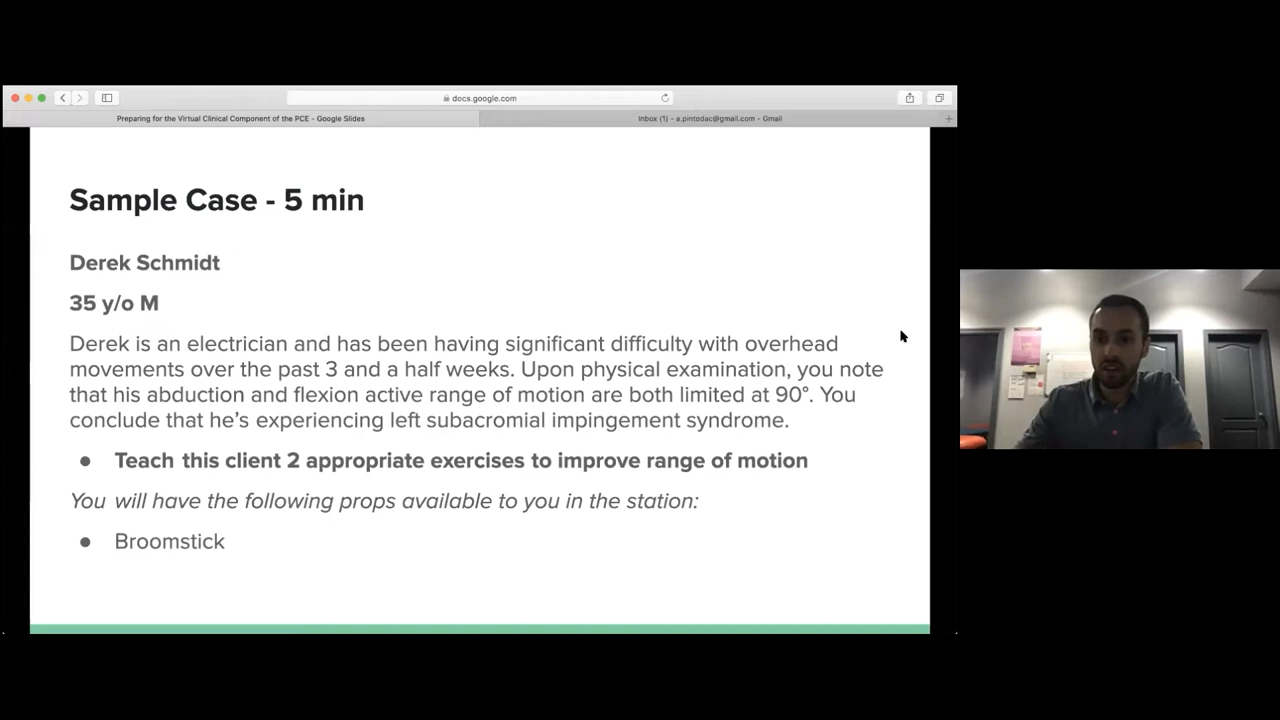 docs.google.com
Preparing for the Virtual Clinical Component of the PCE - Google Slides
Inbox (1) - a.pintodac@gmail.com - Gmail
Sample Case - 5 min
Derek Schmidt
35 y/o M
Derek is an electrician and has been having significant difficulty with overhead
movements over the past 3 and a half weeks. Upon physical examination, you note
that his abduction and flexion active range of motion are both limited at 90°. You
conclude that he's experiencing left subacromial impingement syndrome.
● Teach this client 2 appropriate exercises to improve range of motion
You will have the following props available to you in the station:
● Broomstick